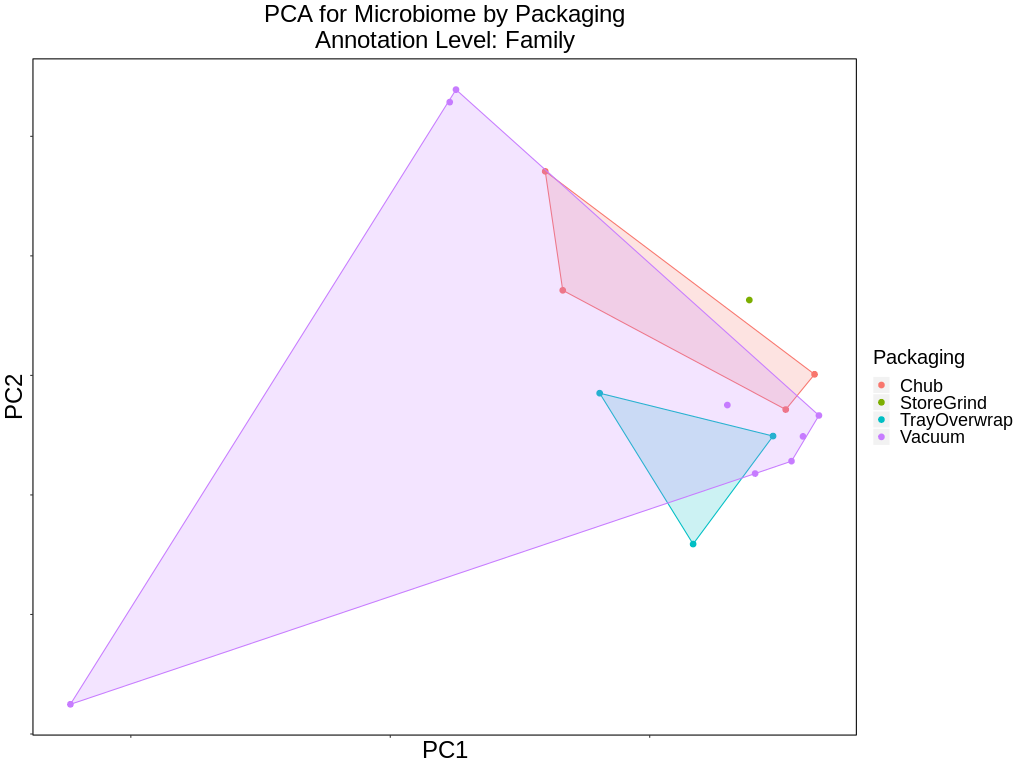 PCA for Microbiome by Packaging
Annotation Level: Family
PC2
PC1
Packaging
Chub
StoreGrind
TrayOverwrap
Vacuum